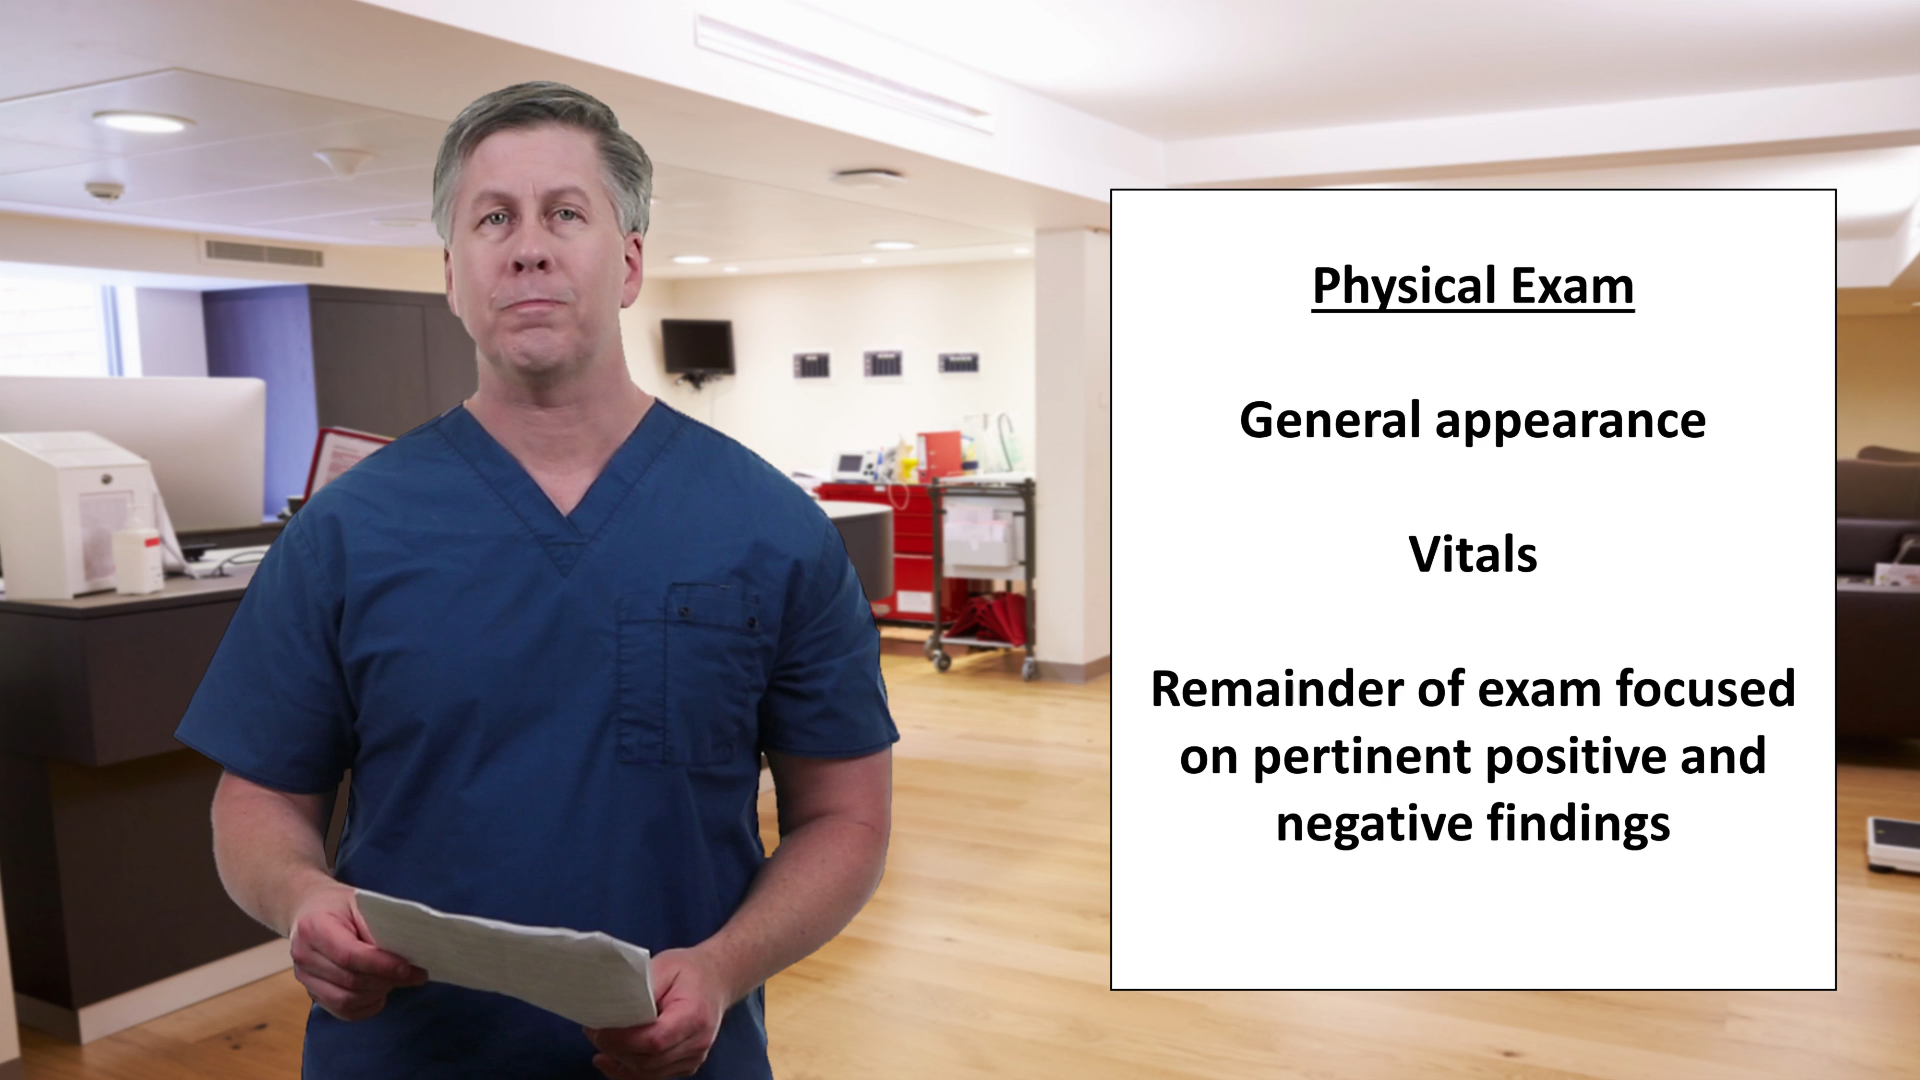 Physical Exam
General appearance
Vitals
Remainder of exam focused
on pertinent positive and
negative findings